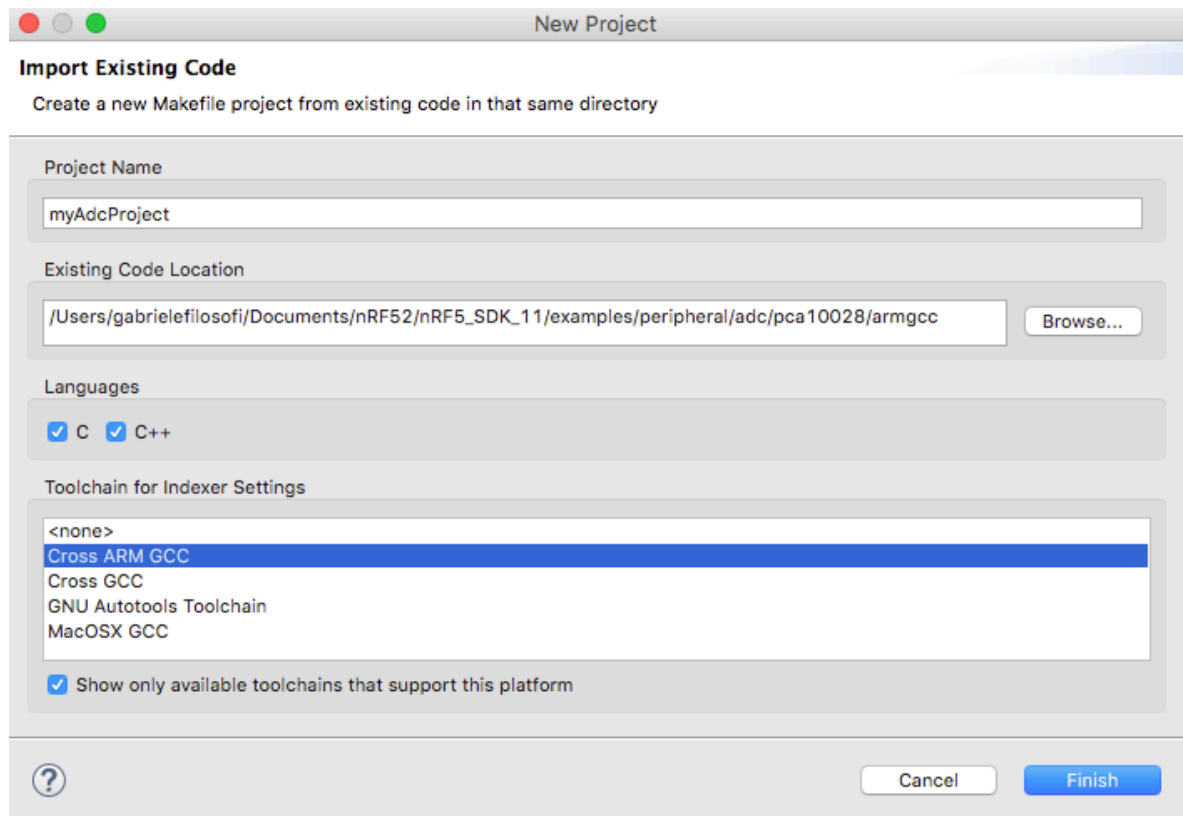 New Project
Import Existing Code
Create a new Makefile project from existing code in that same directory
Project Name
myAdcProject
Existing Code Location
/Users/gabrielefilosofi/Documents/nRF52/nRF5_SDK_11/examples/peripheral/adc/pca10028/armgcc
Browse...
Languages
C C++
Toolchain for Indexer Settings
<none>
Cross ARM GCC
Cross GCC
GNU Autotools Toolchain
MacOSX GCC
Show only available toolchains that support this platform
? Cancel Finish